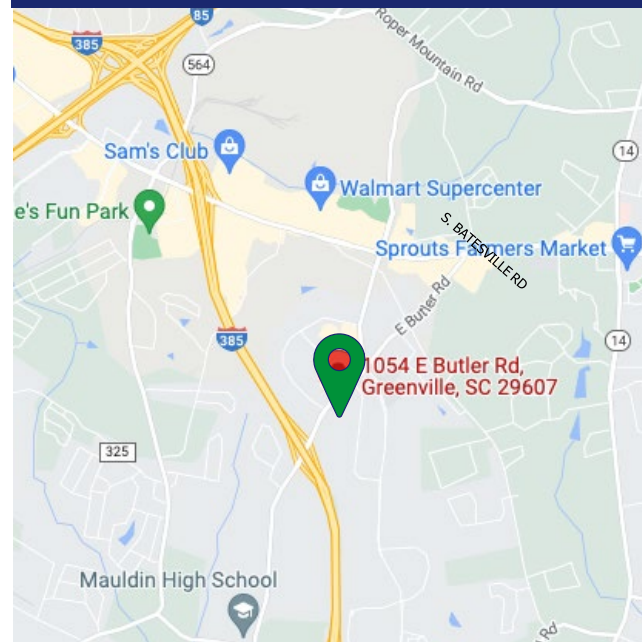 85
385
Roper Mountain Rd
564
14
Sam's Club
Walmart Supercenter
e's Fun Park
S. BATESVILLE RD
Sprouts Farmers Market
E Butler Rd
385
14
1054 E Butler Rd,
Greenville, SC 29607
325
Mauldin High School
Rd